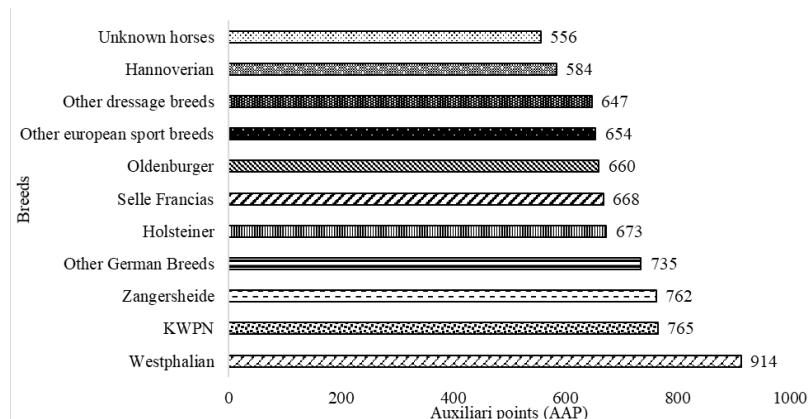 Unknown horses 556
Hannoverian 584
Other dressage breeds 647
Other european sport breeds 654
Oldenburger 660
Selle Francias 668
Holsteiner 673
Other German Breeds 735
Zangersheide 762
KWPN 765
Westphalian 914
Breeds
0 200 400 600 800 1000
Auxiliari points (AAP)